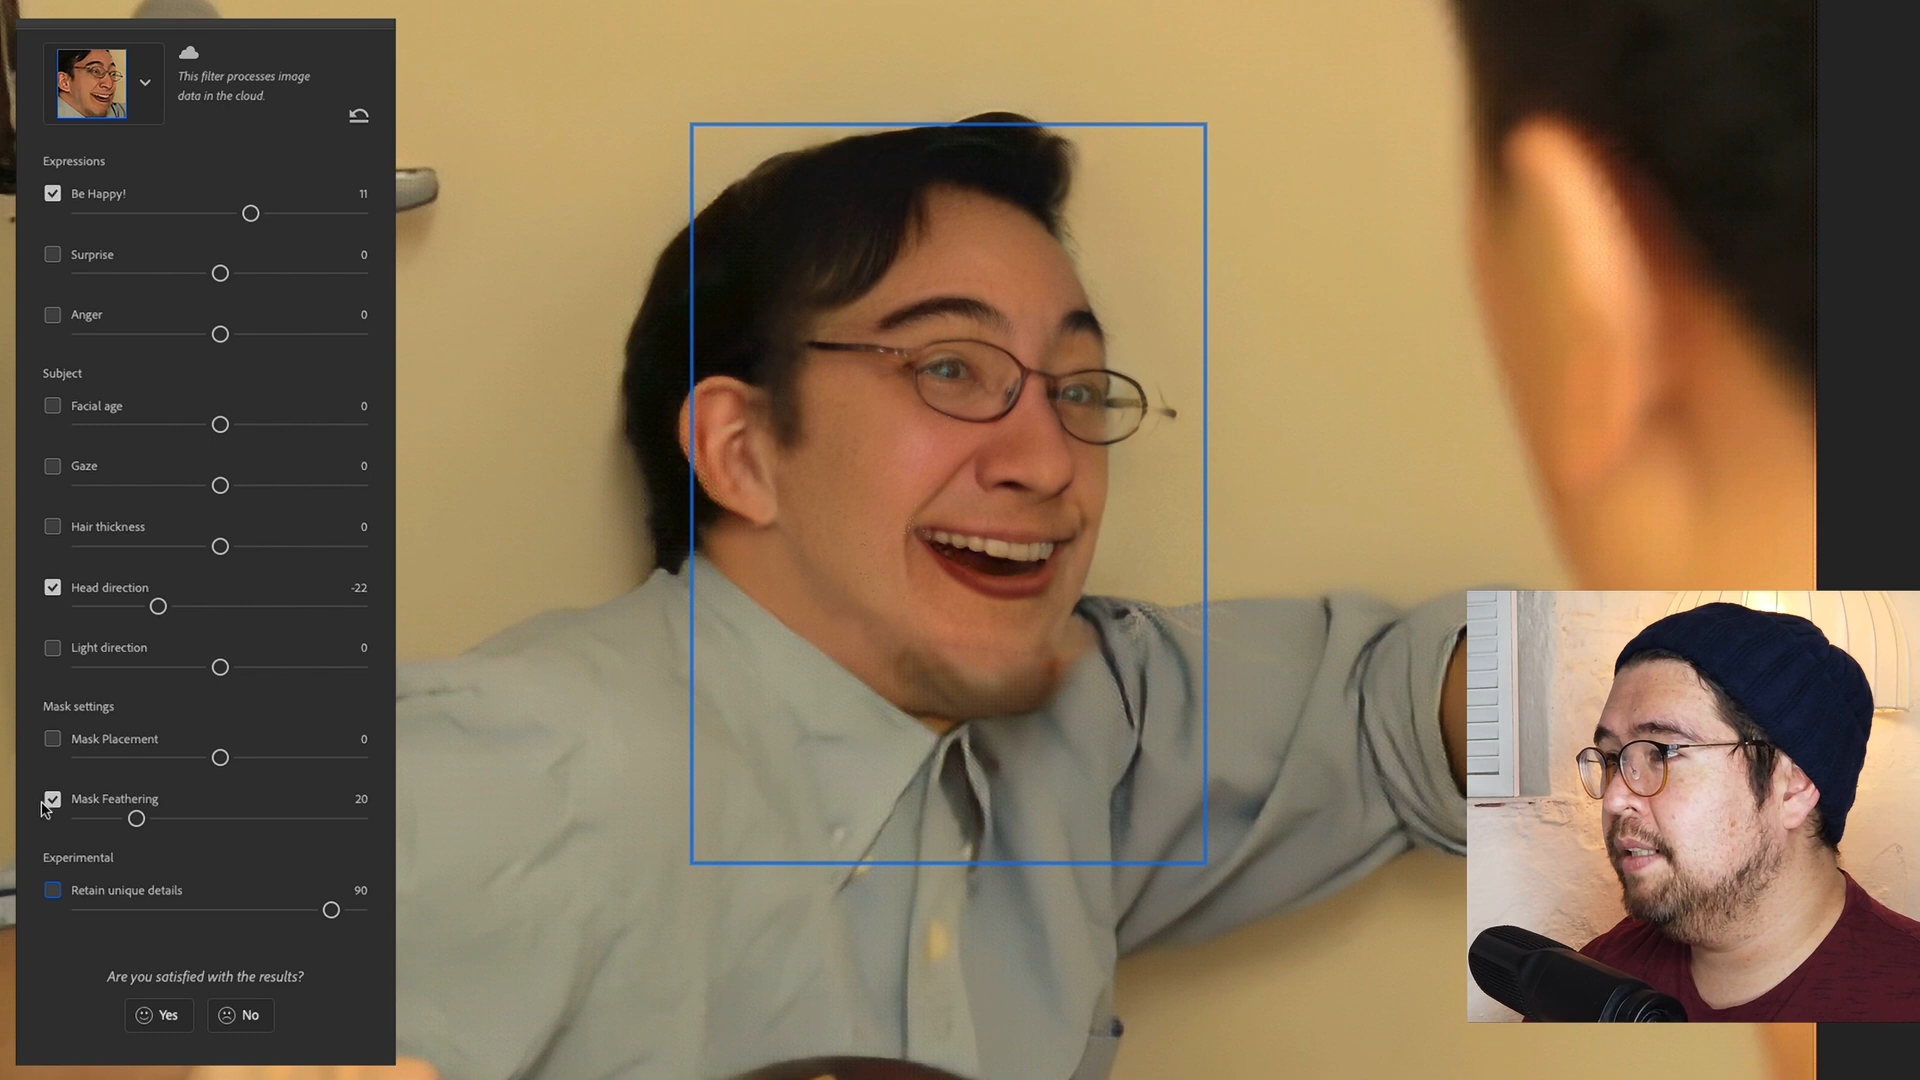 This filter processes image
data in the cloud.
Expressions
Be Happy! 11
Surprise 0
Anger 0
Subject
Facial age 0
Gaze 0
Hair thickness 0
Head direction -22
Light direction 0
Mask settings
Mask Placement 0
Mask Feathering 20
Experimental
Retain unique details 90
Are you satisfied with the results?
Yes No